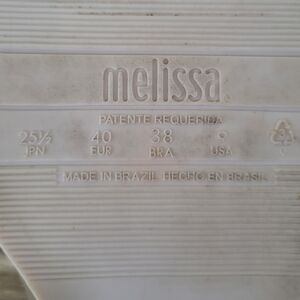 melissa
PATENTE REQUERIDA
25½ 40 38 9
JPN EUR BRA USA
MADE IN BRAZIL HECHO EN BRASIL